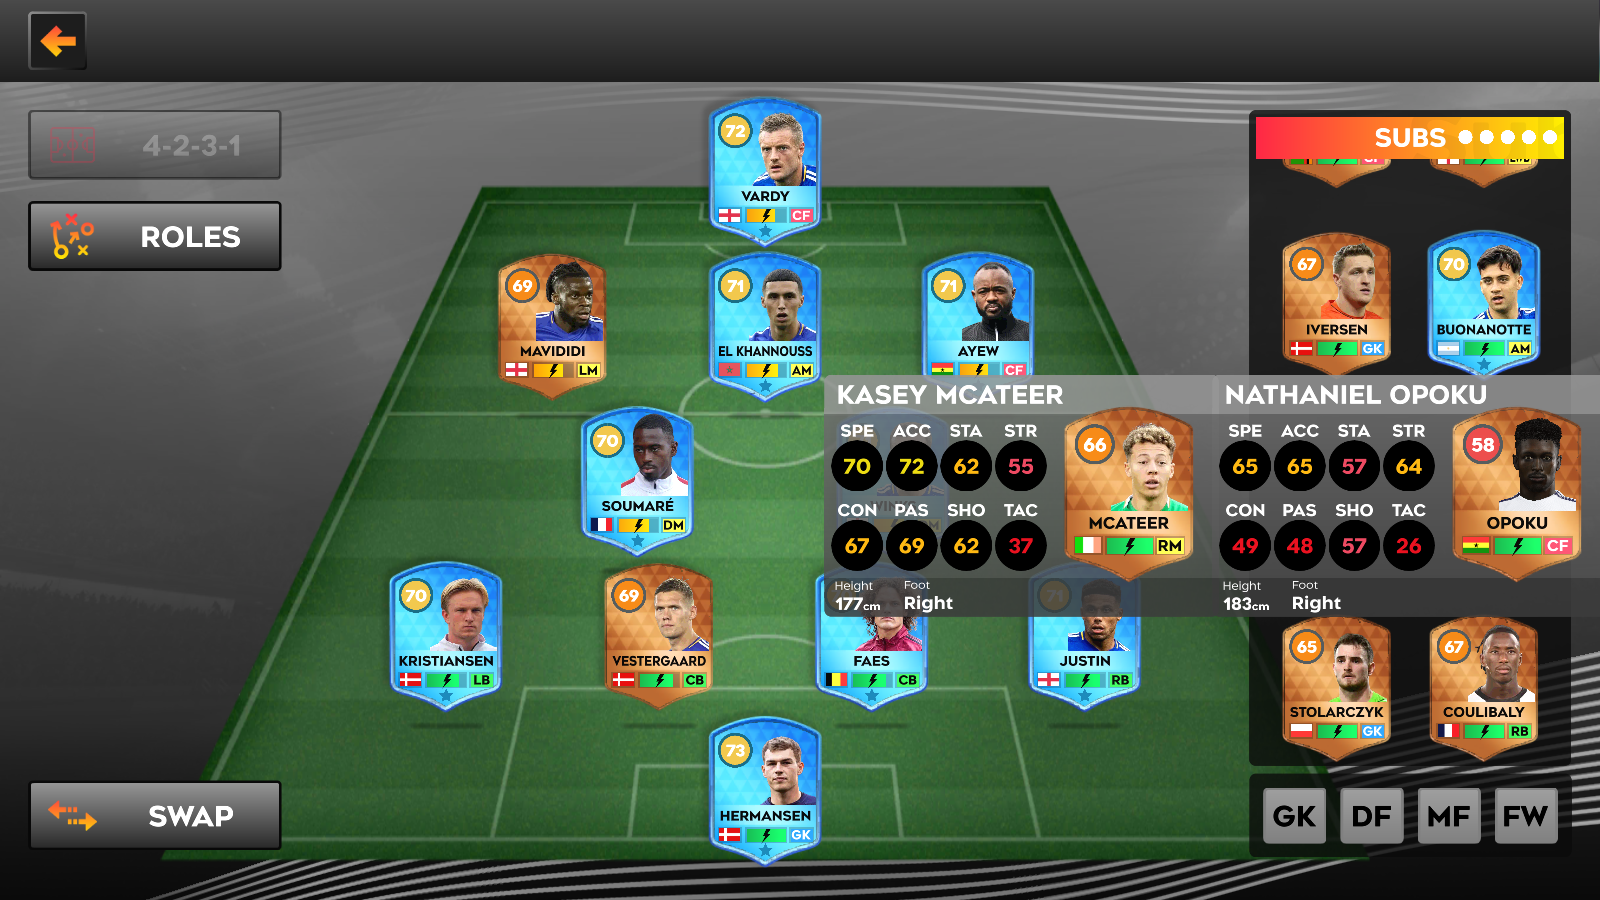 4-2-3-1
ROLES
SWAP
72
VARDY
CF
69
MAVIDIDI
LM
71
EL KHANNOUSS
AM
71
AYEW
CF
70
SOUMARÉ
DM
70
KRISTIANSEN
LB
69
VESTERGAARD
CB
FAES
CB
71
JUSTIN
RB
73
HERMANSEN
GK
SUBS
67
IVERSEN
GK
70
BUONANOTTE
AM
KASEY MCATEER
SPE ACC STA STR
70 72 62 55
CON PAS SHO TAC
67 69 62 37
Height Foot
177cm Right
66
MCATEER
RM
NATHANIEL OPOKU
SPE ACC STA STR
65 65 57 64
CON PAS SHO TAC
49 48 57 26
Height Foot
183cm Right
58
OPOKU
CF
65
STOLARCZYK
GK
67
COULIBALY
RB
GK DF MF FW